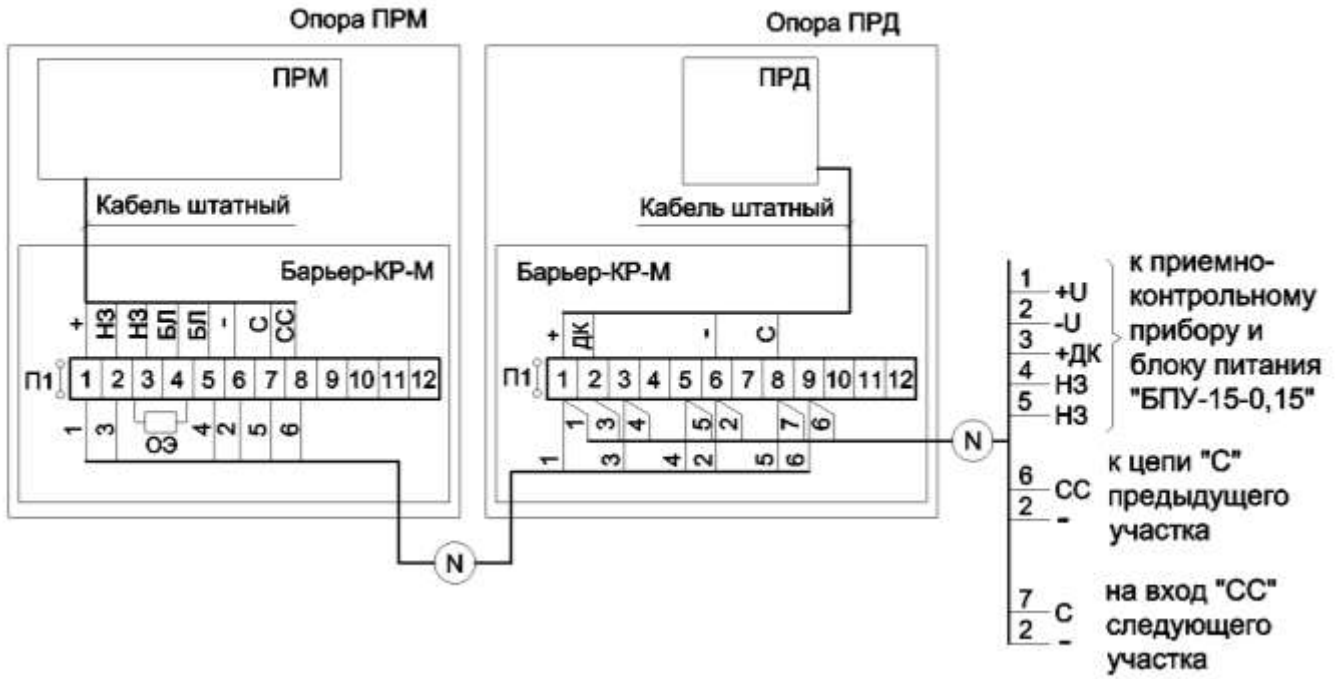 Опора ПРМ
ПРМ
Кабель штатный
Барьер-КР-М
+ НЗ НЗ БЛ БЛ - С СС
П1 1 2 3 4 5 6 7 8 9 10 11 12
1 3 ОЭ 4 2 5 6
N
Опора ПРД
ПРД
Кабель штатный
Барьер-КР-М
+ ДК - С
П1 1 2 3 4 5 6 7 8 9 10 11 12
1 3 4 5 2 7 6
1 3 4 2 5 6
N
1 +U
2 -U
3 +ДК
4 НЗ
5 НЗ
к приемно-
контрольному
прибору и
блоку питания
"БПУ-15-0,15"
6 СС
2 -
к цепи "С"
предыдущего
участка
7 С
2 -
на вход "СС"
следующего
участка